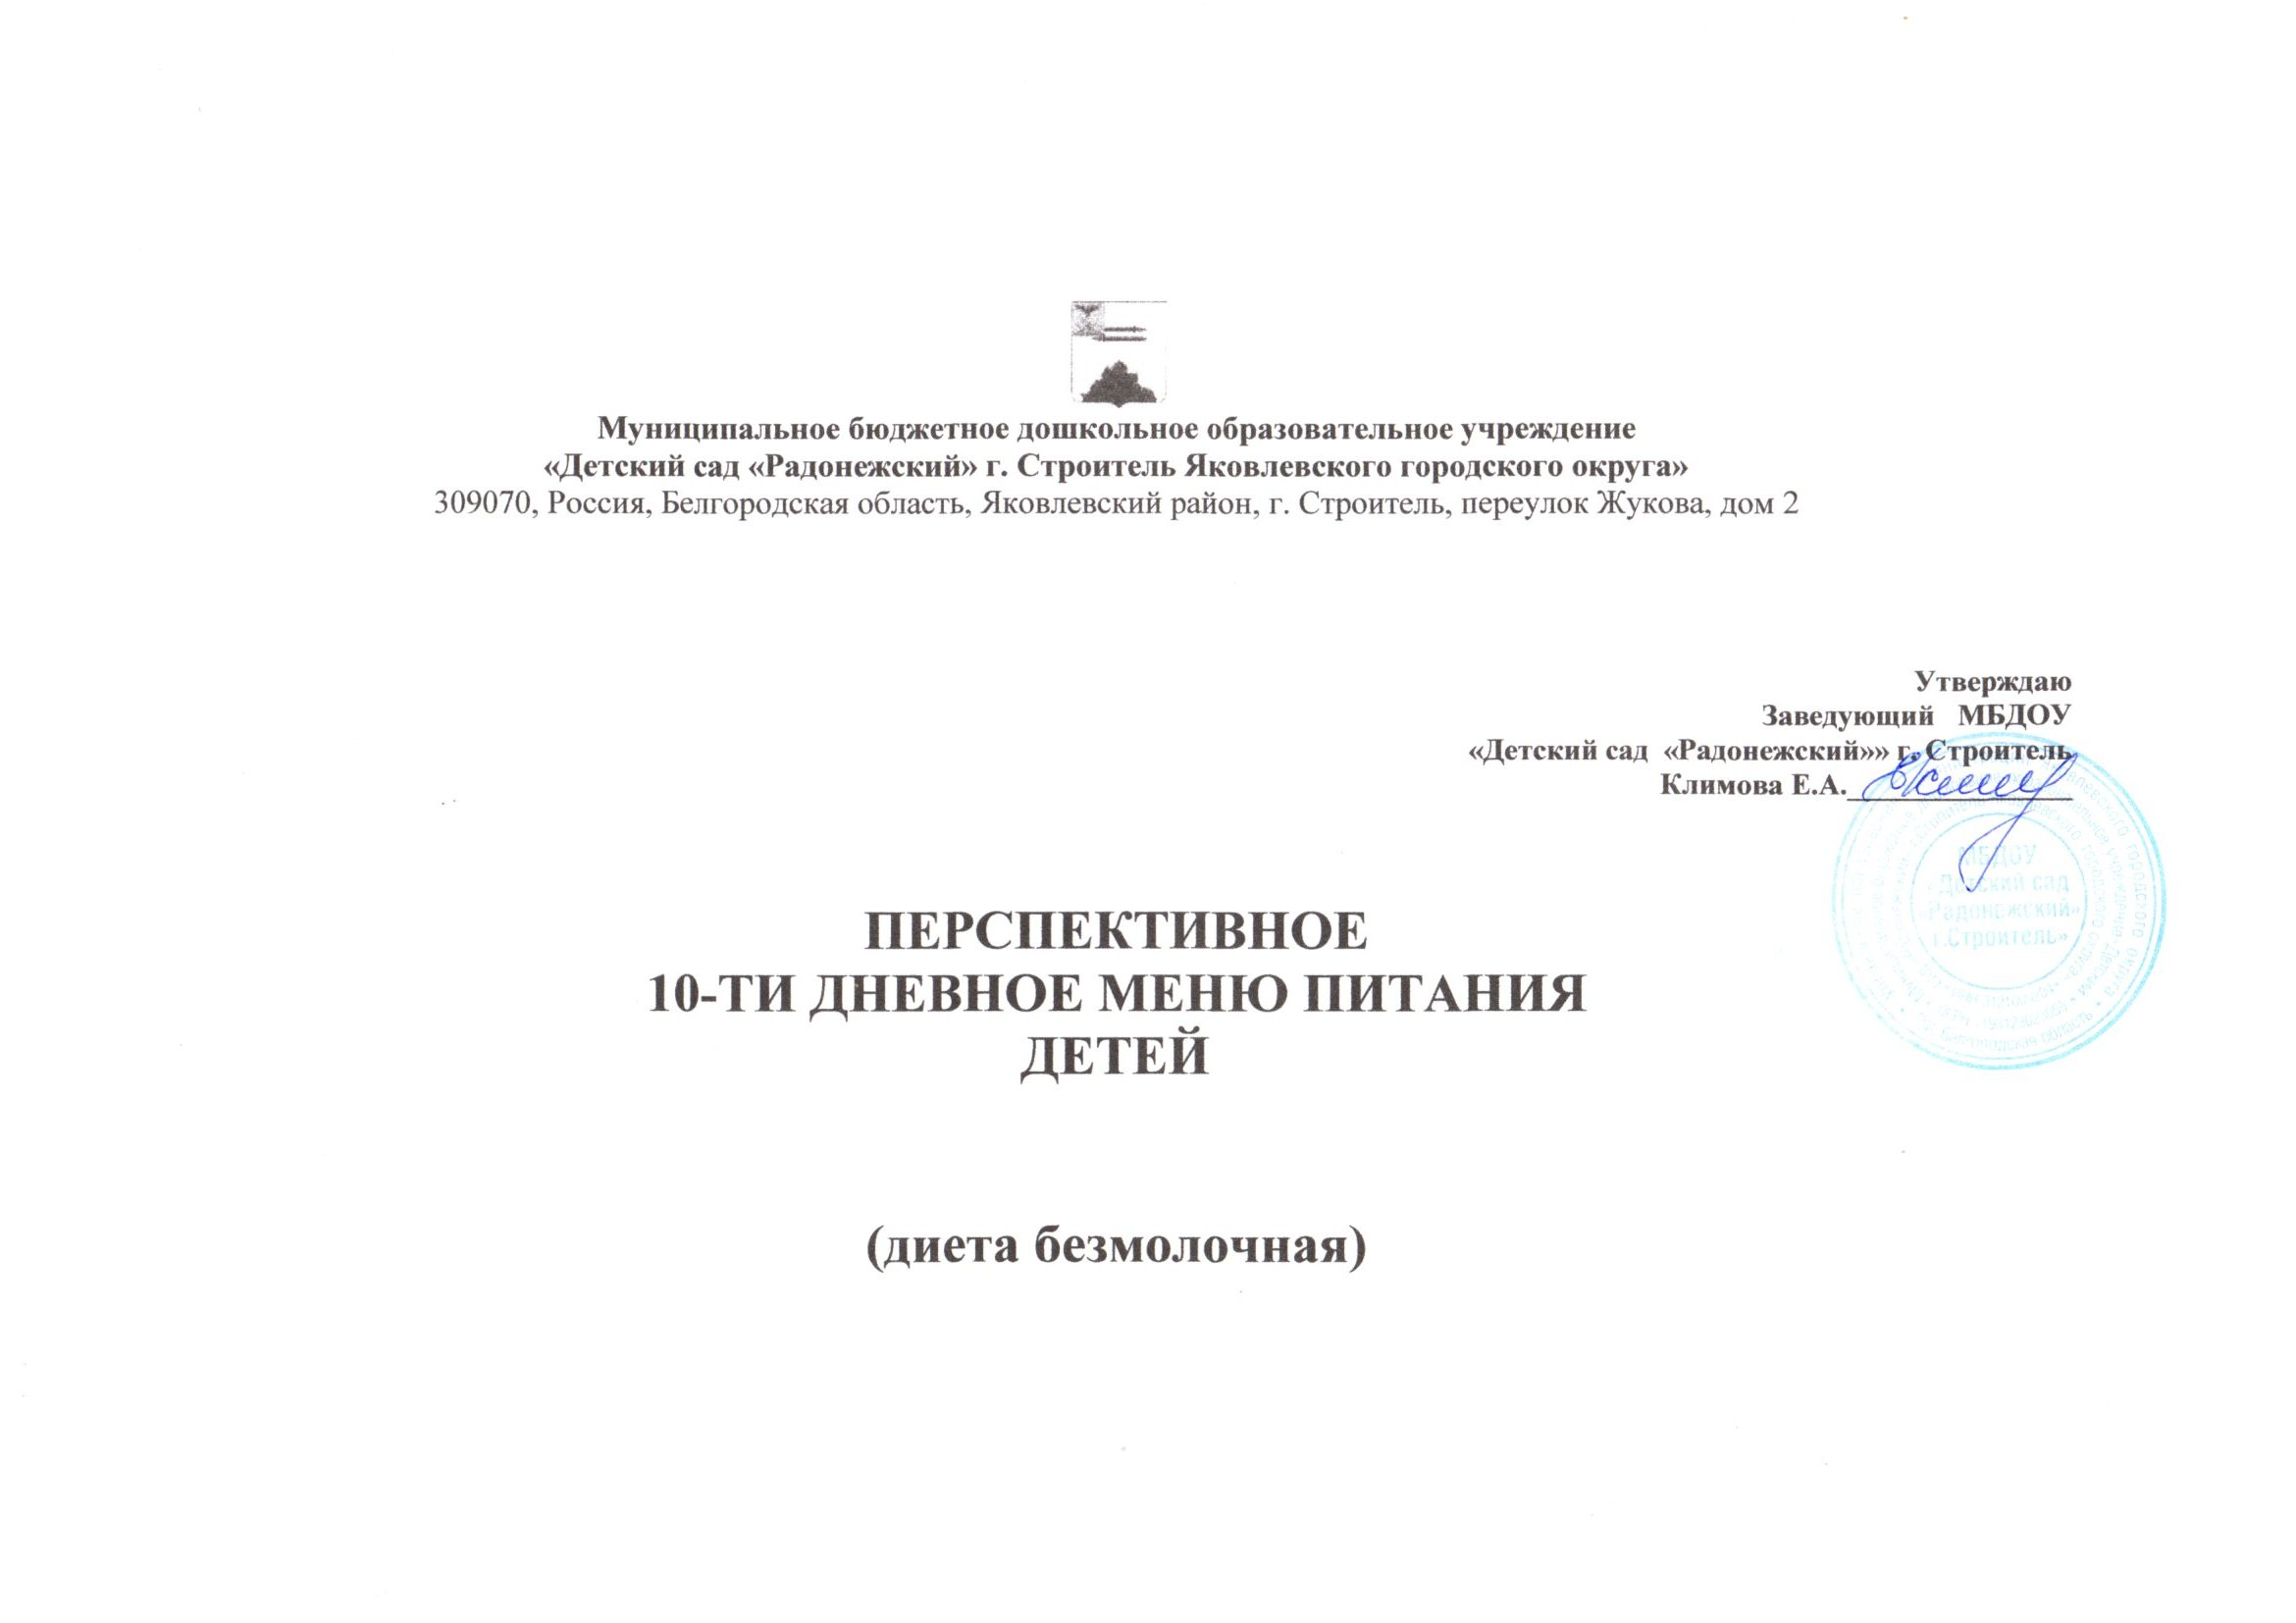 Муниципальное бюджетное дошкольное образовательное учреждение
«Детский сад «Радонежский» г. Строитель Яковлевского городского округа»
309070, Россия, Белгородская область, Яковлевский район, г. Строитель, переулок Жукова, дом 2
Утверждаю
Заведующий МБДОУ
«Детский сад «Радонежский»» г. Строитель
Климова Е.А.
МБДОУ
Детский сад
«Радонежский»
г.Строитель»
ПЕРСПЕКТИВНОЕ
10-ТИ ДНЕВНОЕ МЕНЮ ПИТАНИЯ
ДЕТЕЙ
(диета безмолочная)